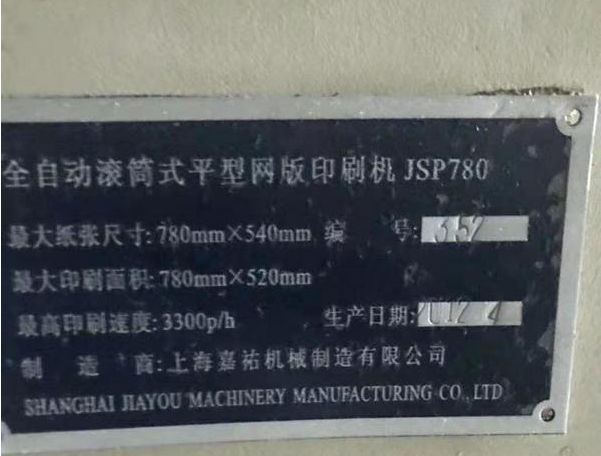 全自动滚筒式平型网版印刷机 JSP780
最大纸张尺寸: 780mm×540mm 编 号: 352
最大印刷面积: 780mm×520mm
最高印刷速度: 3300p/h 生产日期: 2012 4
制 造 商: 上海嘉祐机械制造有限公司
SHANGHAI JIAYOU MACHINERY MANUFACTURING CO., LTD